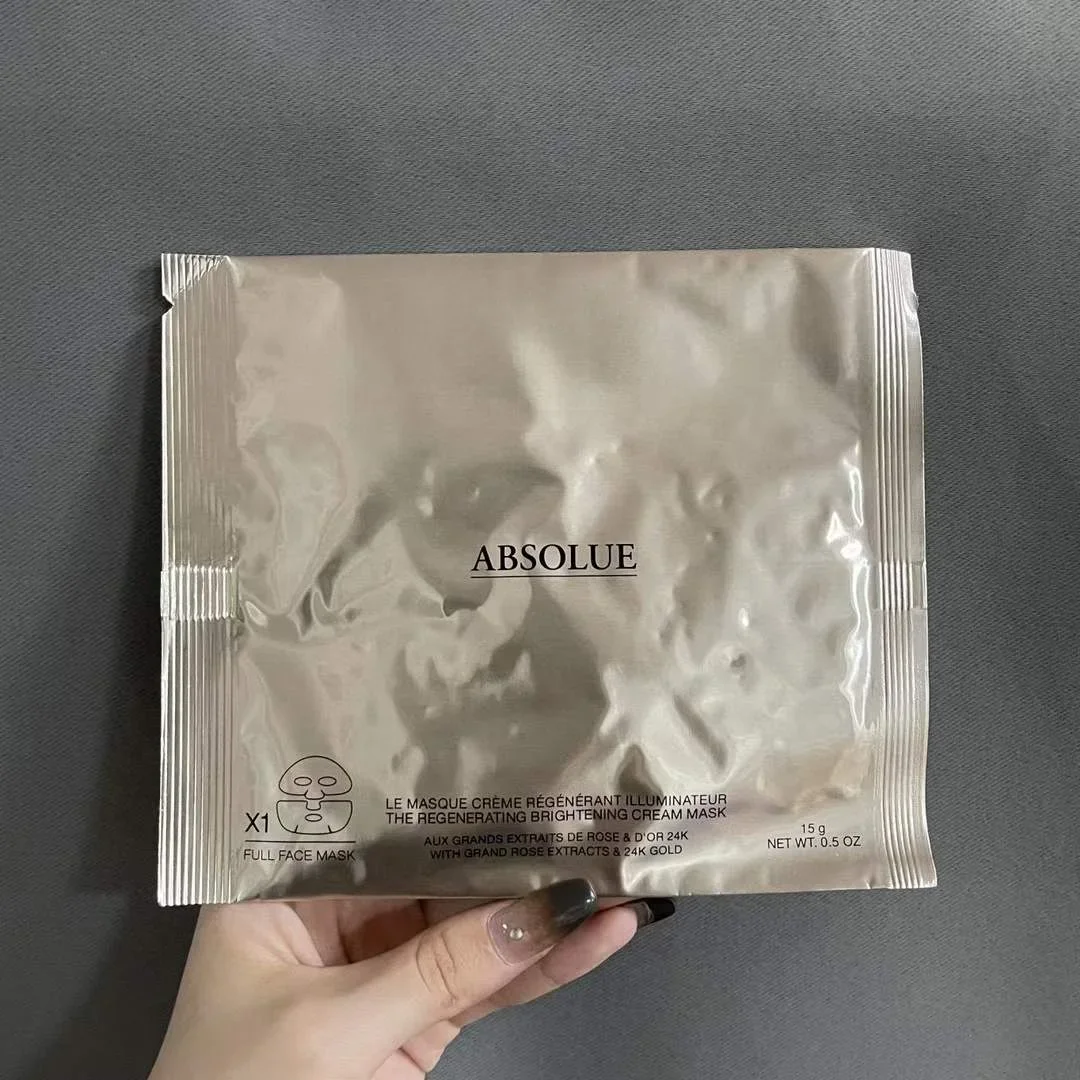 ABSOLUE
X1
FULL FACE MASK
LE MASQUE CRÈME RÉGÉNÉRANT ILLUMINATEUR
THE REGENERATING BRIGHTENING CREAM MASK
AUX GRANDS EXTRAITS DE ROSE & D'OR 24K
WITH GRAND ROSE EXTRACTS & 24K GOLD
15 g
NET WT. 0.5 OZ